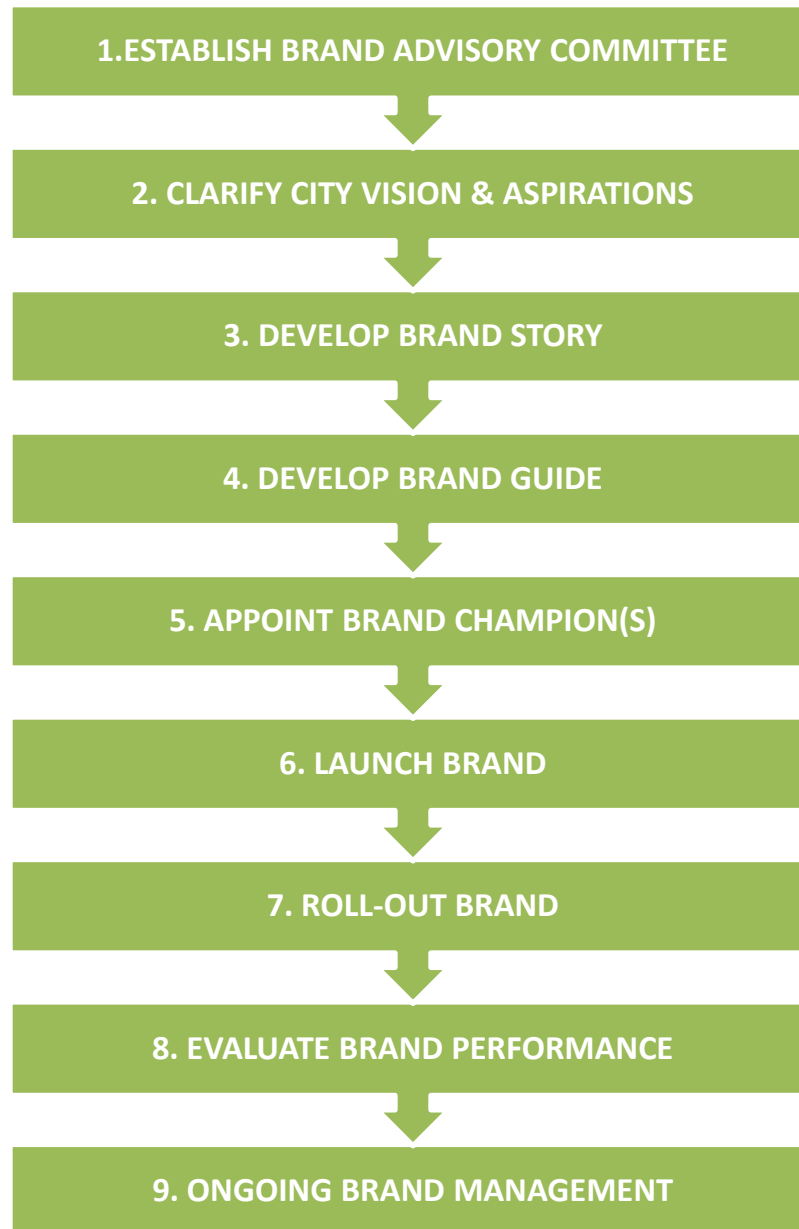 1.ESTABLISH BRAND ADVISORY COMMITTEE
2. CLARIFY CITY VISION & ASPIRATIONS
3. DEVELOP BRAND STORY
4. DEVELOP BRAND GUIDE
5. APPOINT BRAND CHAMPION(S)
6. LAUNCH BRAND
7. ROLL-OUT BRAND
8. EVALUATE BRAND PERFORMANCE
9. ONGOING BRAND MANAGEMENT